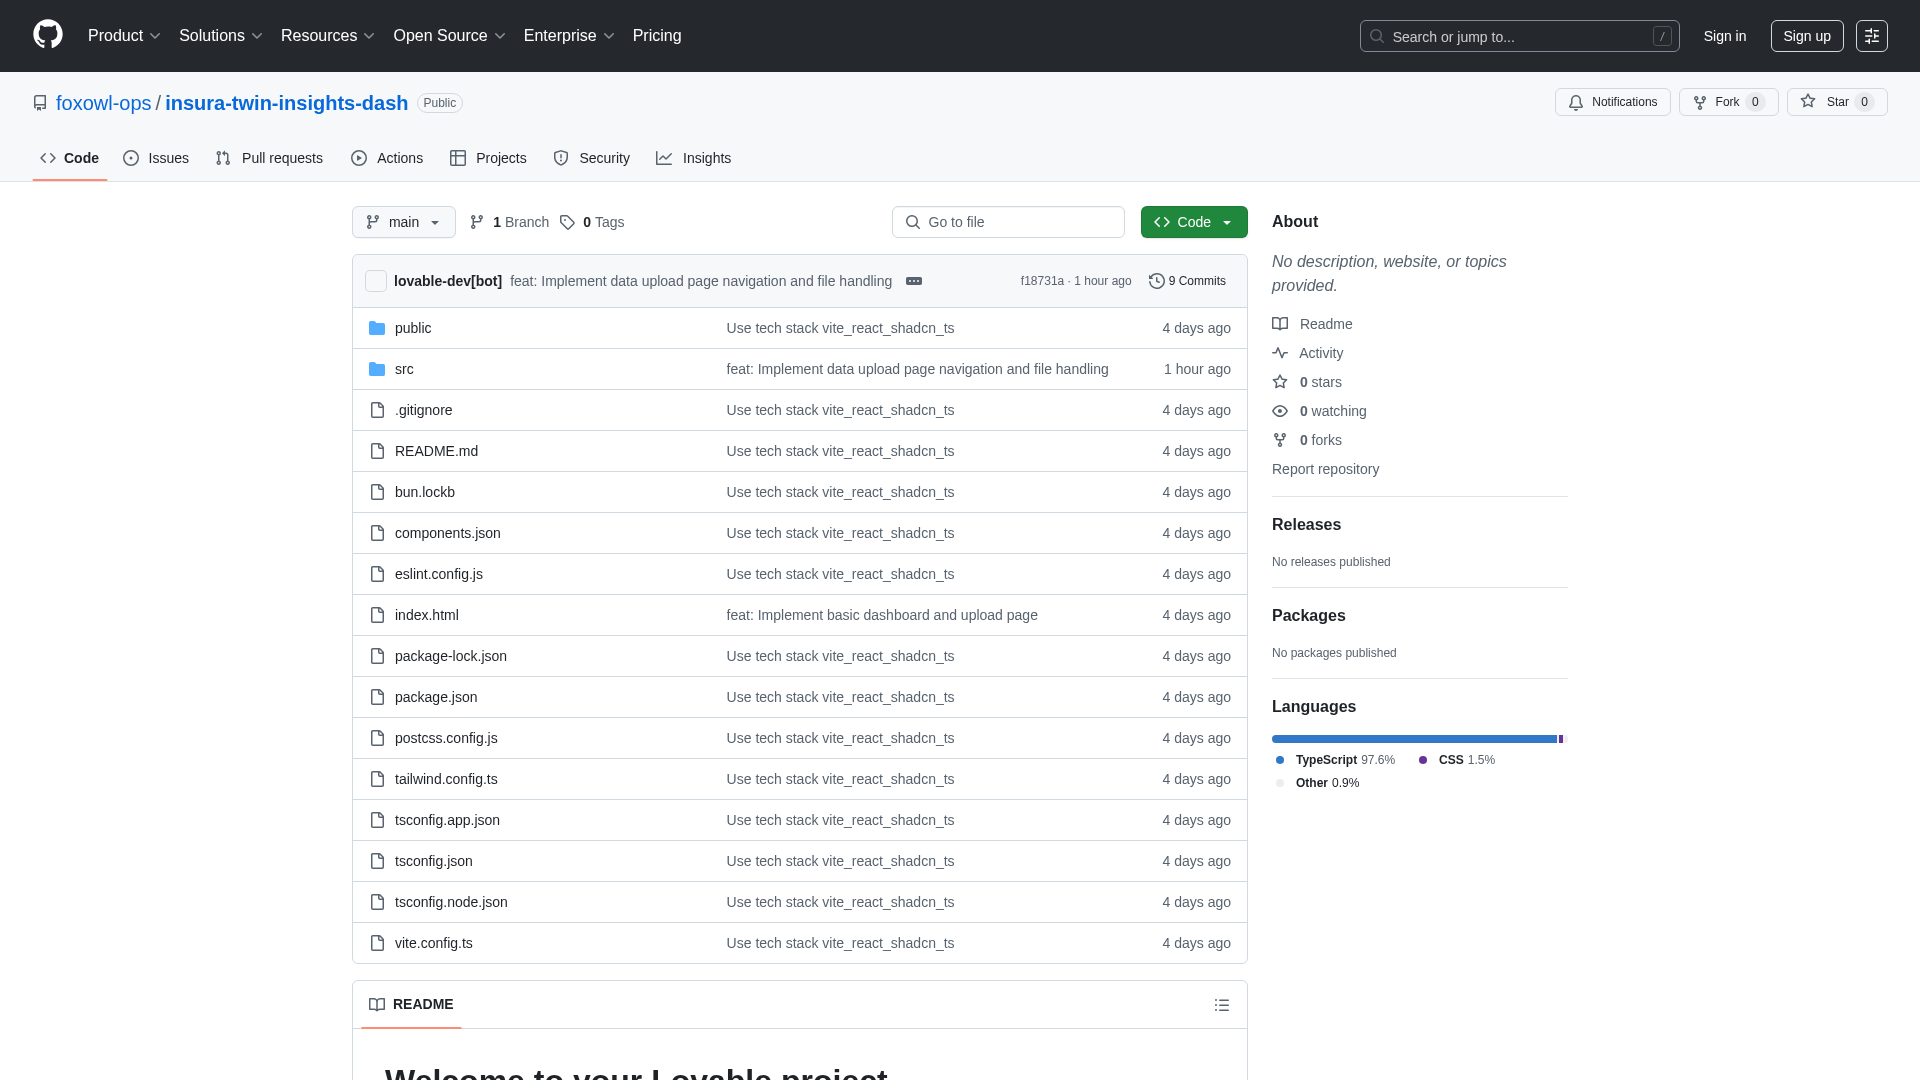 Product Solutions Resources Open Source Enterprise Pricing Search or jump to... / Sign in Sign up
foxowl-ops / insura-twin-insights-dash Public Notifications Fork 0 Star 0
Code Issues Pull requests Actions Projects Security Insights
main 1 Branch 0 Tags Go to file Code
lovable-dev[bot] feat: Implement data upload page navigation and file handling f18731a · 1 hour ago 9 Commits
public Use tech stack vite_react_shadcn_ts 4 days ago
src feat: Implement data upload page navigation and file handling 1 hour ago
.gitignore Use tech stack vite_react_shadcn_ts 4 days ago
README.md Use tech stack vite_react_shadcn_ts 4 days ago
bun.lockb Use tech stack vite_react_shadcn_ts 4 days ago
components.json Use tech stack vite_react_shadcn_ts 4 days ago
eslint.config.js Use tech stack vite_react_shadcn_ts 4 days ago
index.html feat: Implement basic dashboard and upload page 4 days ago
package-lock.json Use tech stack vite_react_shadcn_ts 4 days ago
package.json Use tech stack vite_react_shadcn_ts 4 days ago
postcss.config.js Use tech stack vite_react_shadcn_ts 4 days ago
tailwind.config.ts Use tech stack vite_react_shadcn_ts 4 days ago
tsconfig.app.json Use tech stack vite_react_shadcn_ts 4 days ago
tsconfig.json Use tech stack vite_react_shadcn_ts 4 days ago
tsconfig.node.json Use tech stack vite_react_shadcn_ts 4 days ago
vite.config.ts Use tech stack vite_react_shadcn_ts 4 days ago
README
Welcome to your Lovable project
About
No description, website, or topics
provided.
Readme
Activity
0 stars
0 watching
0 forks
Report repository
Releases
No releases published
Packages
No packages published
Languages
TypeScript 97.6% CSS 1.5%
Other 0.9%